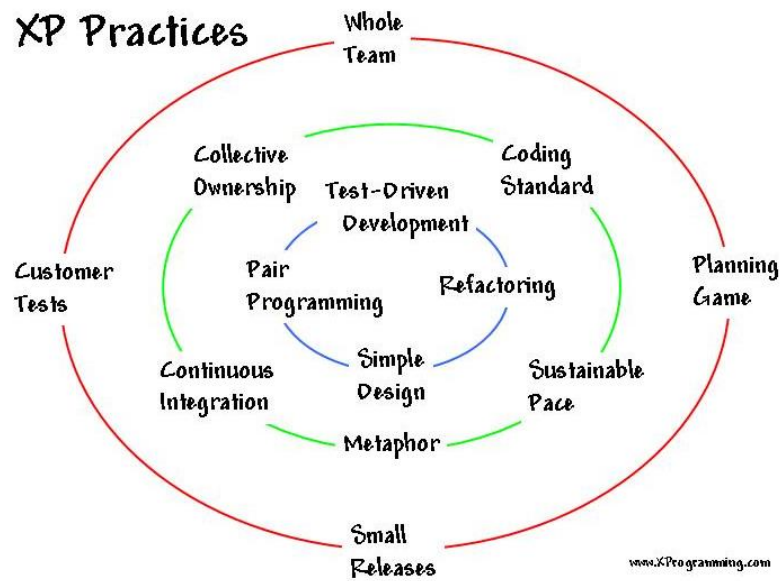 XP Practices
Whole
Team
Collective
Ownership
Coding
Standard
Test-Driven
Development
Customer
Tests
Pair
Programming
Refactoring
Planning
Game
Continuous
Integration
Simple
Design
Sustainable
Pace
Metaphor
Small
Releases
www.XProgramming.com